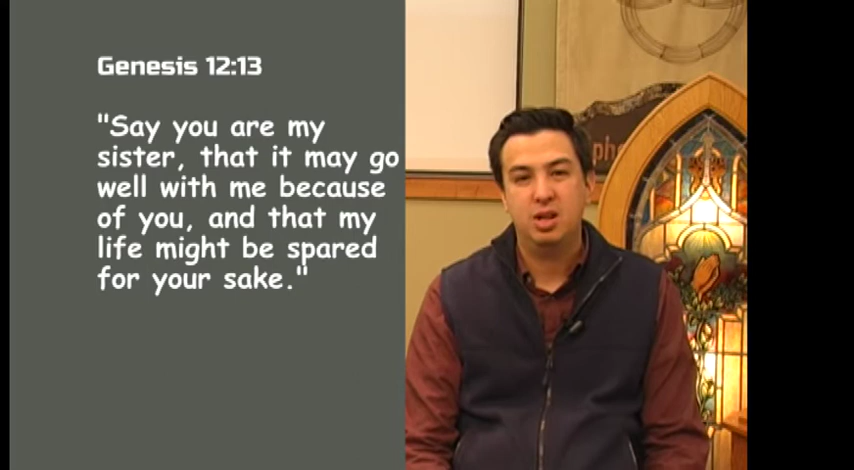 Genesis 12:13
"Say you are my
sister, that it may go
well with me because
of you, and that my
life might be spared
for your sake."
phe